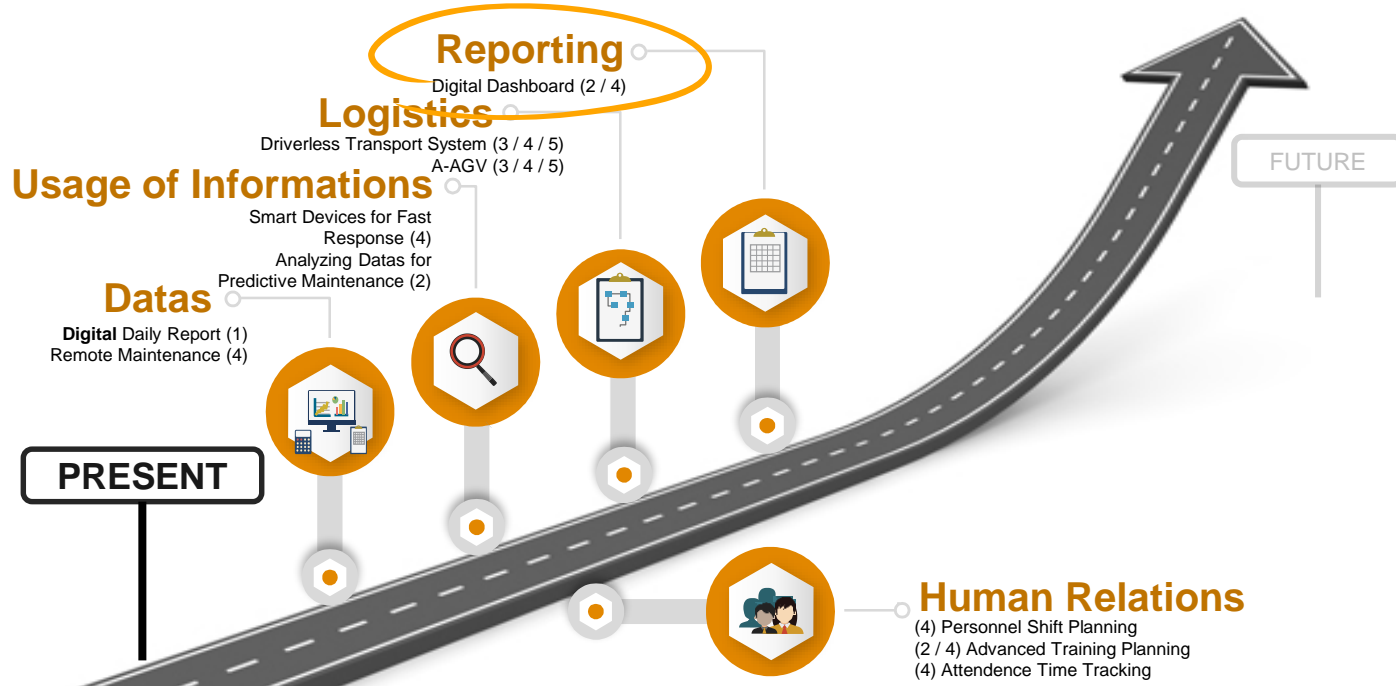 Reporting
Digital Dashboard (2 / 4)
Logistics
Driverless Transport System (3 / 4 / 5)
A-AGV (3 / 4 / 5)
Usage of Informations
Smart Devices for Fast
Response (4)
Analyzing Datas for
Predictive Maintenance (2)
Datas
Digital Daily Report (1)
Remote Maintenance (4)
PRESENT
FUTURE
Human Relations
(4) Personnel Shift Planning
(2 / 4) Advanced Training Planning
(4) Attendence Time Tracking